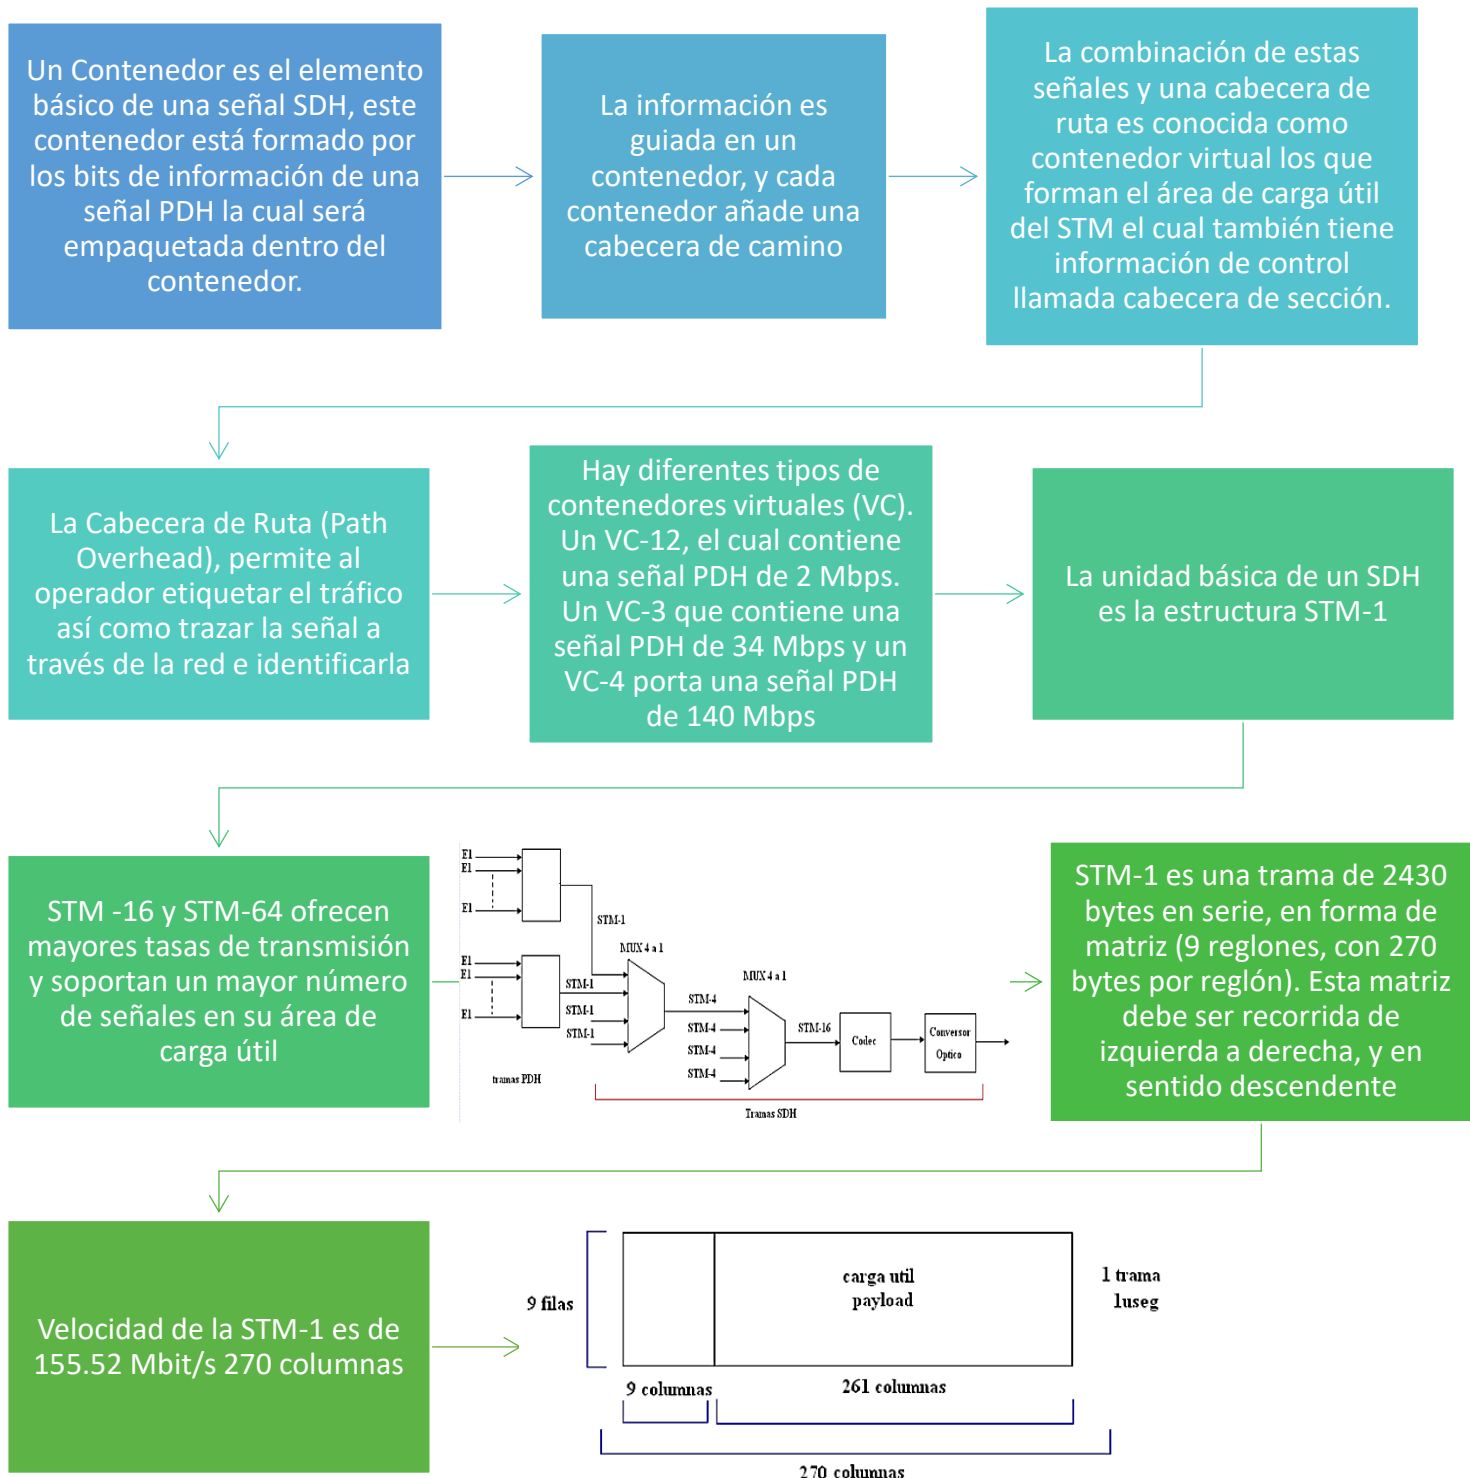 Un Contenedor es el elemento
básico de una señal SDH, este
contenedor está formado por
los bits de información de una
señal PDH la cual será
empaquetada dentro del
contenedor.
La información es
guiada en un
contenedor, y cada
contenedor añade una
cabecera de camino
La combinación de estas
señales y una cabecera de
ruta es conocida como
contenedor virtual los que
forman el área de carga útil
del STM el cual también tiene
información de control
llamada cabecera de sección.
La Cabecera de Ruta (Path
Overhead), permite al
operador etiquetar el tráfico
así como trazar la señal a
través de la red e identificarla
Hay diferentes tipos de
contenedores virtuales (VC).
Un VC-12, el cual contiene
una señal PDH de 2 Mbps.
Un VC-3 que contiene una
señal PDH de 34 Mbps y un
VC-4 porta una señal PDH
de 140 Mbps
La unidad básica de un SDH
es la estructura STM-1
STM -16 y STM-64 ofrecen
mayores tasas de transmisión
y soportan un mayor número
de señales en su área de
carga útil
E1
E1
E1
STM-1
E1
E1
E1
STM-1
STM-1
STM-1
MUX 4 a 1
STM-4
STM-4
STM-4
STM-4
MUX 4 a 1
STM-16
Codec
Conversor
Optico
tramas PDH
Tramas SDH
STM-1 es una trama de 2430
bytes en serie, en forma de
matriz (9 reglones, con 270
bytes por reglón). Esta matriz
debe ser recorrida de
izquierda a derecha, y en
sentido descendente
Velocidad de la STM-1 es de
155.52 Mbit/s 270 columnas
9 filas
carga util
payload
1 trama
1useg
9 columnas
261 columnas
270 columnas